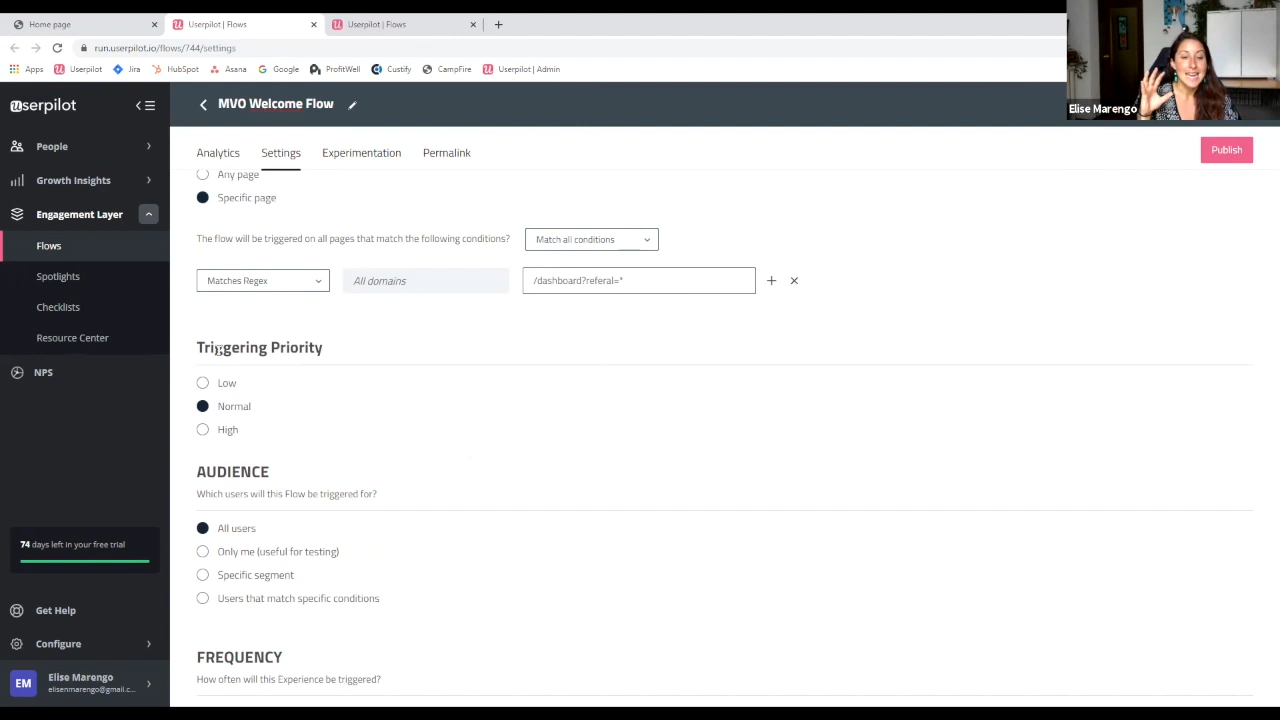 Home page
Userpilot | Flows
Userpilot | Flows
run.userpilot.io/flows/744/settings
Apps Userpilot Jira HubSpot Asana Google ProfitWell Custify CampFire Userpilot | Admin
Elise Marengo
userpilot
MVO Welcome Flow
People
Growth Insights
Engagement Layer
Flows
Spotlights
Checklists
Resource Center
NPS
74 days left in your free trial
Get Help
Configure
EM
Elise Marengo
elisenmarengo@gmail.c...
Analytics Settings Experimentation Permalink
Publish
Any page
Specific page
The flow will be triggered on all pages that match the following conditions? Match all conditions
Matches Regex All domains /dashboard?referal=*
Triggering Priority
Low
Normal
High
AUDIENCE
Which users will this Flow be triggered for?
All users
Only me (useful for testing)
Specific segment
Users that match specific conditions
FREQUENCY
How often will this Experience be triggered?